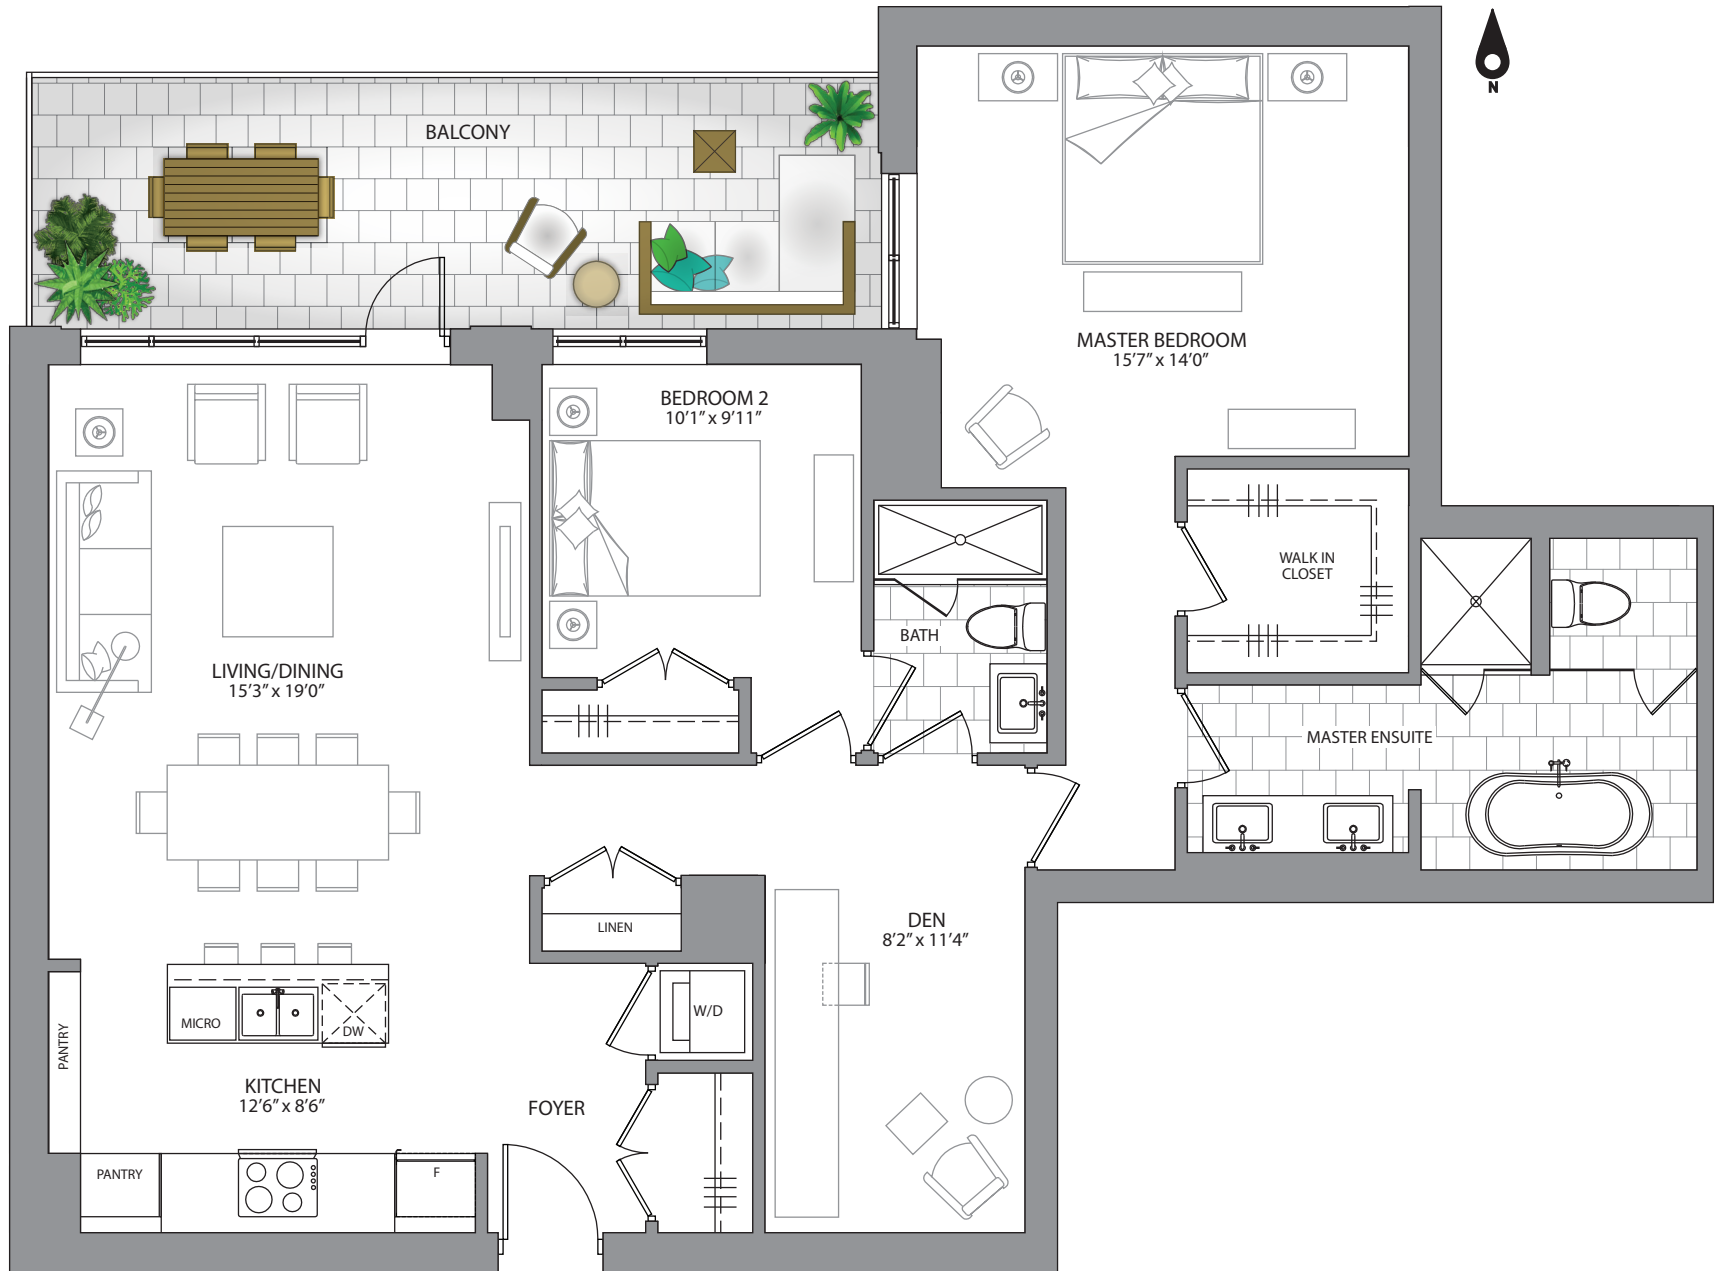 N
BALCONY
MASTER BEDROOM
15’7” x 14’0”
BEDROOM 2
10’1” x 9’11”
WALK IN
CLOSET
BATH
LIVING/DINING
15’3” x 19’0”
MASTER ENSUITE
LINEN
DEN
8’2” x 11’4”
MICRO
DW
W/D
PANTRY
KITCHEN
12’6” x 8’6”
FOYER
PANTRY
F